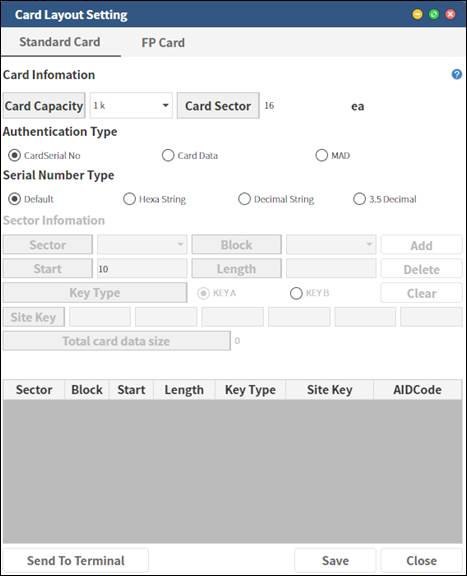 Card Layout Setting
Standard Card FP Card
Card Infomation ?
Card Capacity 1 k Card Sector 16 ea
Authentication Type
CardSerial No Card Data MAD
Serial Number Type
Default Hexa String Decimal String 3.5 Decimal
Sector Infomation
Sector Block Add
Start 10 Length Delete
Key Type KEY A KEY B Clear
Site Key
Total card data size 0
Sector Block Start Length Key Type Site Key AIDCode
Send To Terminal Save Close